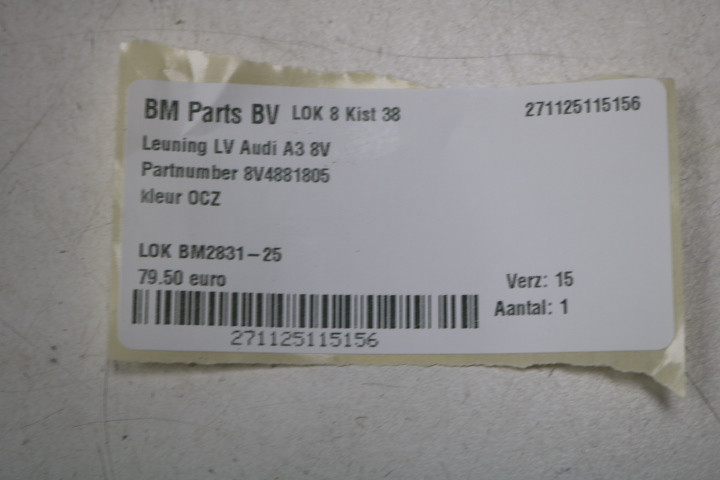 BM Parts BV LOK 8 Kist 38 271125115156
Leuning LV Audi A3 8V
Partnumber 8V4881805
kleur OCZ
LOK BM2831-25
79.50 euro Verz: 15
Aantal: 1
271125115156